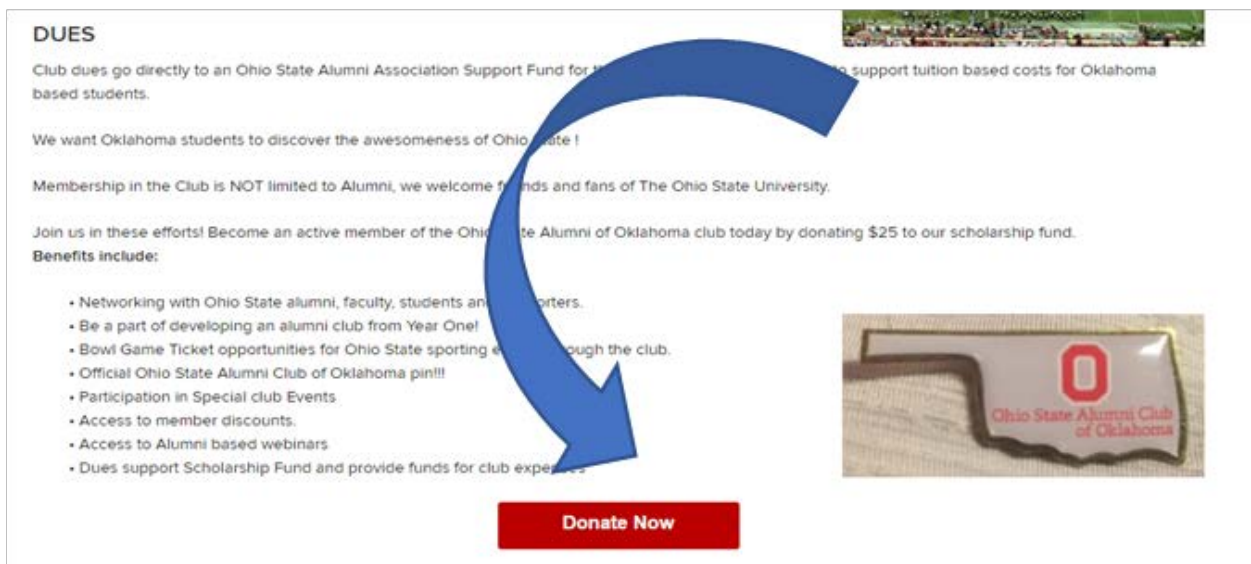 DUES
Club dues go directly to an Ohio State Alumni Association Support Fund for to support tuition based costs for Oklahoma
based students.
We want Oklahoma students to discover the awesomeness of Ohio !
Membership in the Club is NOT limited to Alumni, we welcome and fans of The Ohio State University.
Join us in these efforts! Become an active member of the Alumni of Oklahoma club today by donating $25 to our scholarship fund.
Benefits include:
• Networking with Ohio State alumni, faculty, students
• Be a part of developing an alumni club from Year One!
• Bowl Game Ticket opportunities for Ohio State sporting the club.
• Official Ohio State Alumni Club of Oklahoma pin!!!
• Participation in Special club Events
• Access to member discounts.
• Access to Alumni based webinars
• Dues support Scholarship Fund and provide funds for club
O
Ohio State Alumni Club
of Oklahoma
Donate Now